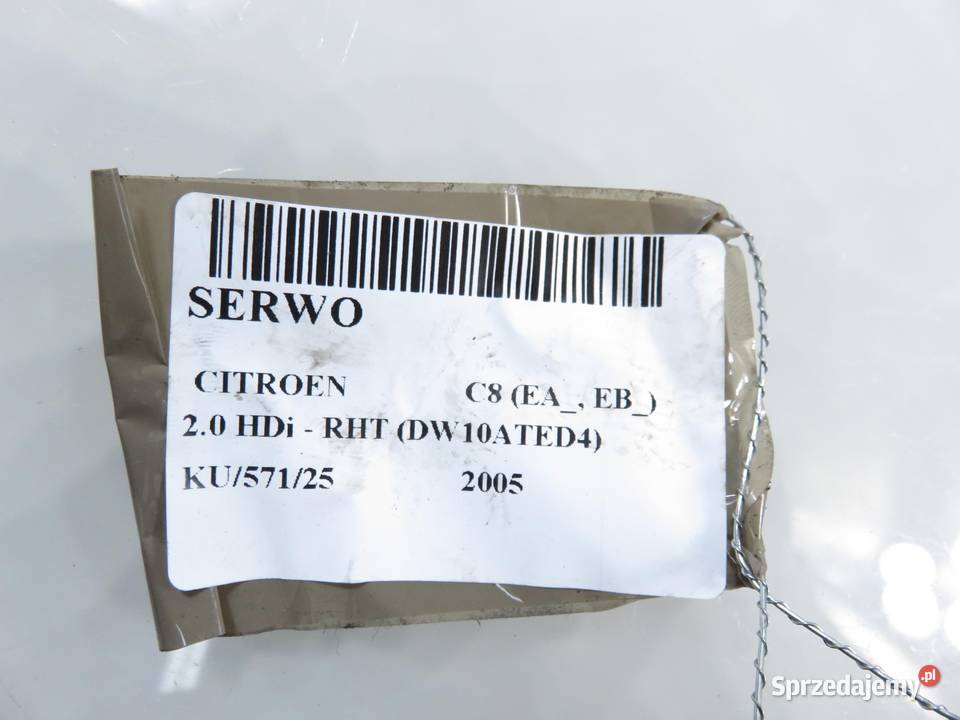 SERWO
CITROEN C8 (EA_, EB_)
2.0 HDi - RHT (DW10ATED4)
KU/571/25 2005
Sprzedajemy.pl